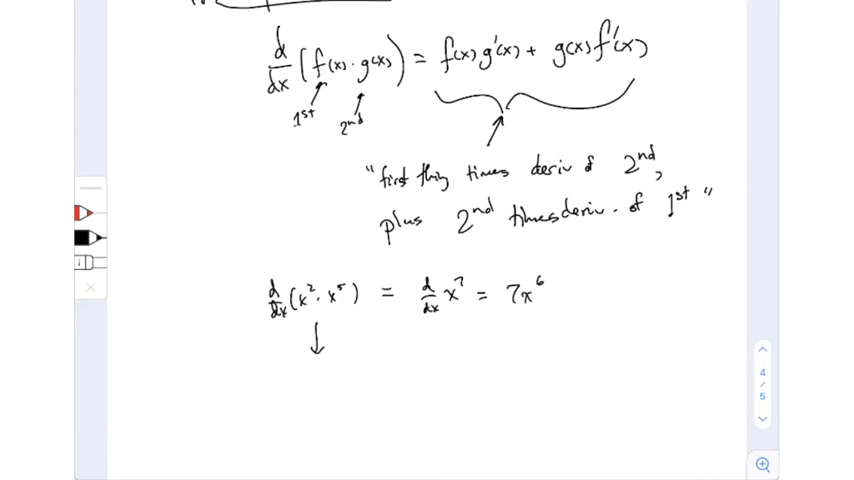 d/dx (f(x) · g(x)) = f(x)g'(x) + g(x)f'(x)
1st
2nd
"first thing times deriv of 2nd,
plus 2nd times deriv. of 1st"
d/dx (x² · x⁵) = d/dx x⁷ = 7x⁶
4
/
5